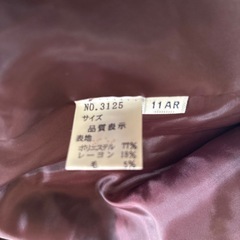 NO.3125
サイズ 11AR
品質表示
表地
ポリエステル 77%
レーヨン 18%
毛 5%